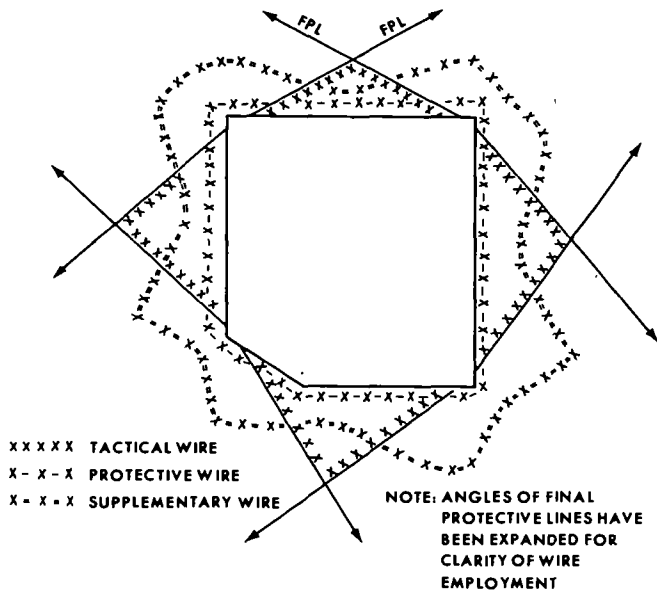 FPL FPL
XXXXX TACTICAL WIRE
X-X-X PROTECTIVE WIRE
X=X=X SUPPLEMENTARY WIRE
NOTE: ANGLES OF FINAL
PROTECTIVE LINES HAVE
BEEN EXPANDED FOR
CLARITY OF WIRE
EMPLOYMENT